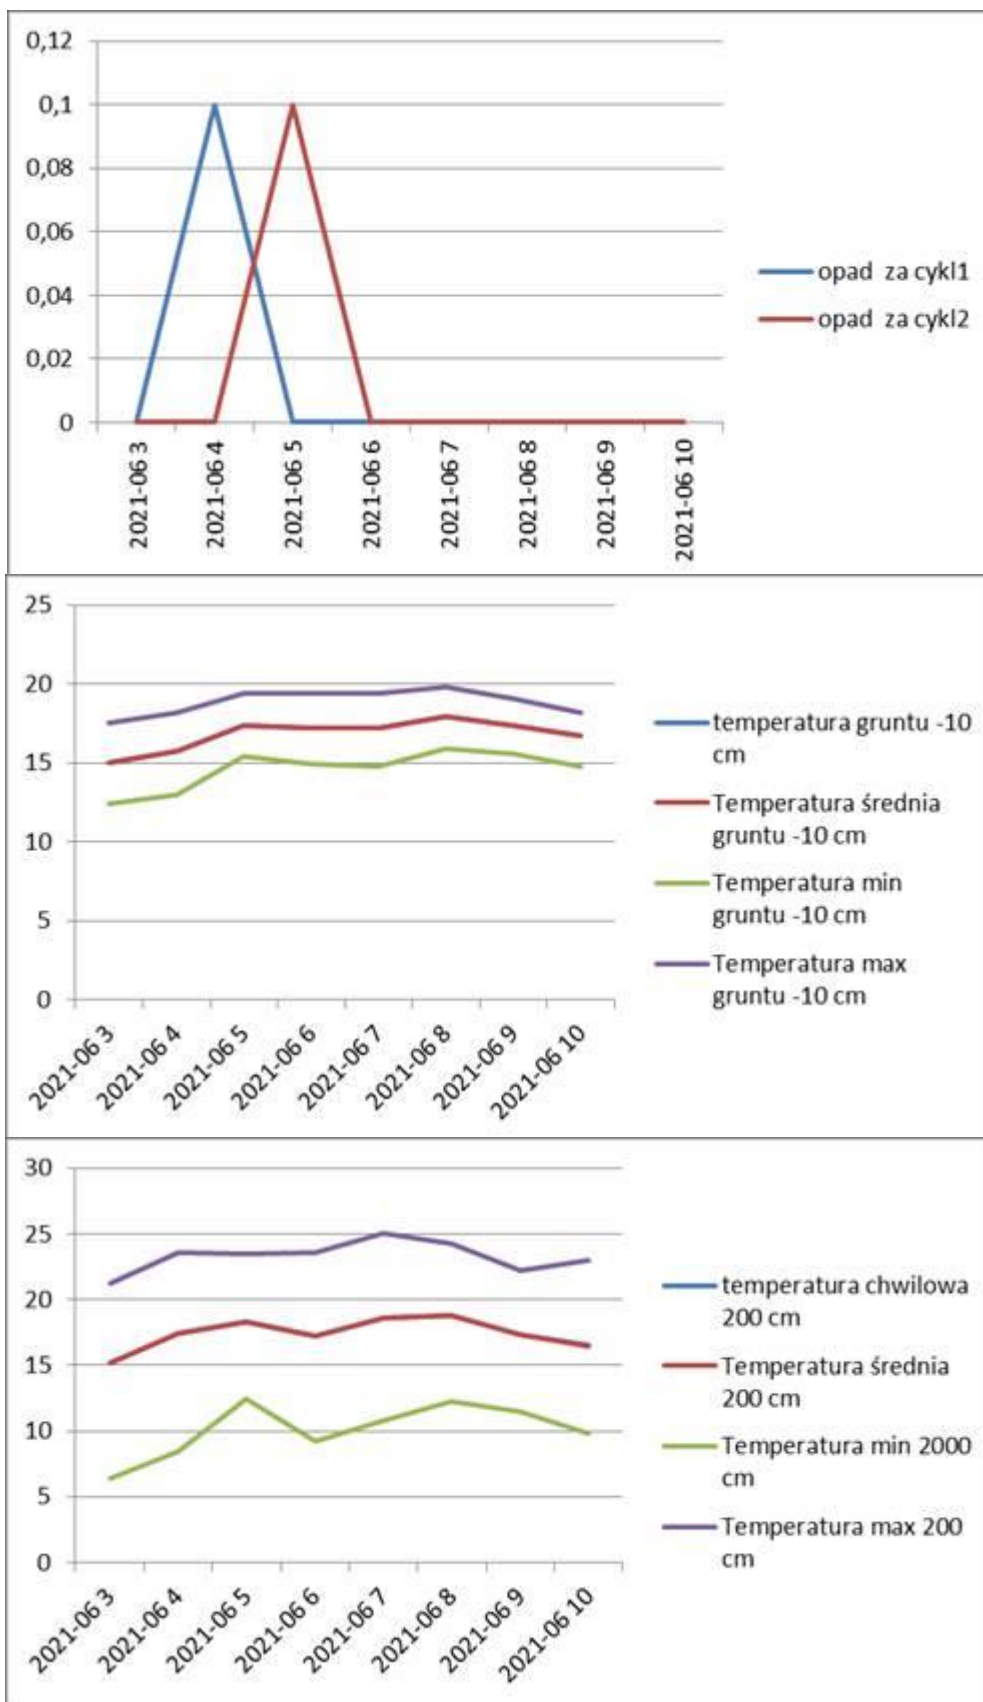 0,12
0,1
0,08
0,06
0,04
0,02
0
2021-06 3
2021-06 4
2021-06 5
2021-06 6
2021-06 7
2021-06 8
2021-06 9
2021-06 10
opad za cykl1
opad za cykl2
25
20
15
10
5
0
2021-06 3
2021-06 4
2021-06 5
2021-06 6
2021-06 7
2021-06 8
2021-06 9
2021-06 10
temperatura gruntu -10
cm
Temperatura średnia
gruntu -10 cm
Temperatura min
gruntu -10 cm
Temperatura max
gruntu -10 cm
30
25
20
15
10
5
0
2021-06 3
2021-06 4
2021-06 5
2021-06 6
2021-06 7
2021-06 8
2021-06 9
2021-06 10
temperatura chwilowa
200 cm
Temperatura średnia
200 cm
Temperatura min 2000
cm
Temperatura max 200
cm